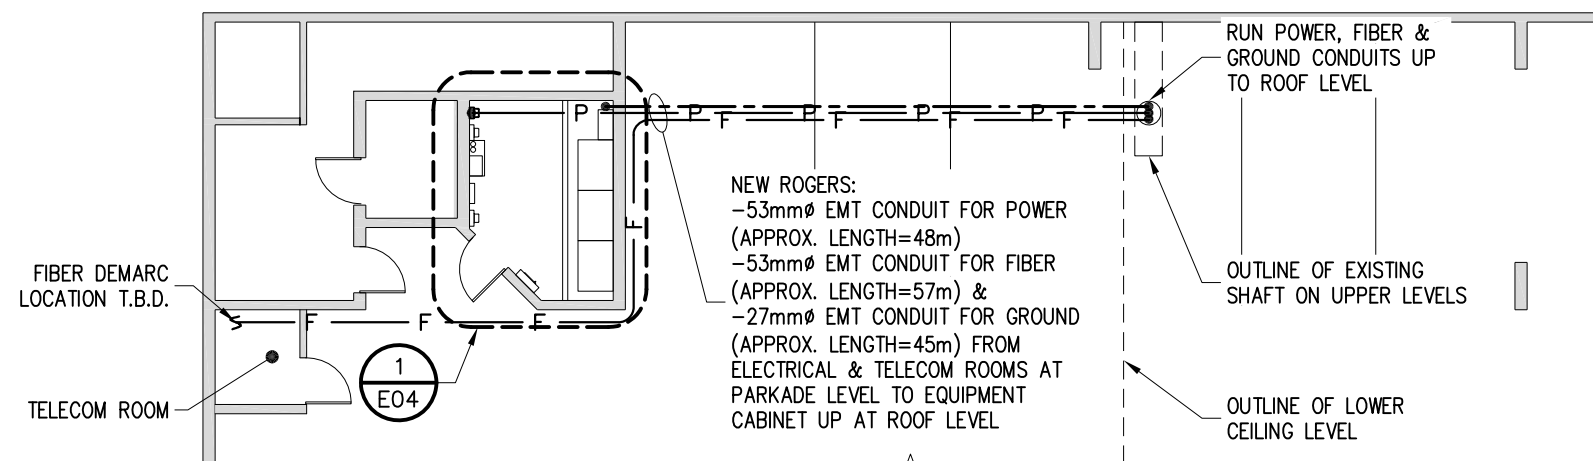 RUN POWER, FIBER &
GROUND CONDUITS UP
TO ROOF LEVEL
P P P P P
F F F F
F
NEW ROGERS:
-53mmø EMT CONDUIT FOR POWER
(APPROX. LENGTH=48m)
-53mmø EMT CONDUIT FOR FIBER
(APPROX. LENGTH=57m) &
-27mmø EMT CONDUIT FOR GROUND
(APPROX. LENGTH=45m) FROM
ELECTRICAL & TELECOM ROOMS AT
PARKADE LEVEL TO EQUIPMENT
CABINET UP AT ROOF LEVEL
FIBER DEMARC
LOCATION T.B.D.
F F F
OUTLINE OF EXISTING
SHAFT ON UPPER LEVELS
1
E04
TELECOM ROOM
OUTLINE OF LOWER
CEILING LEVEL